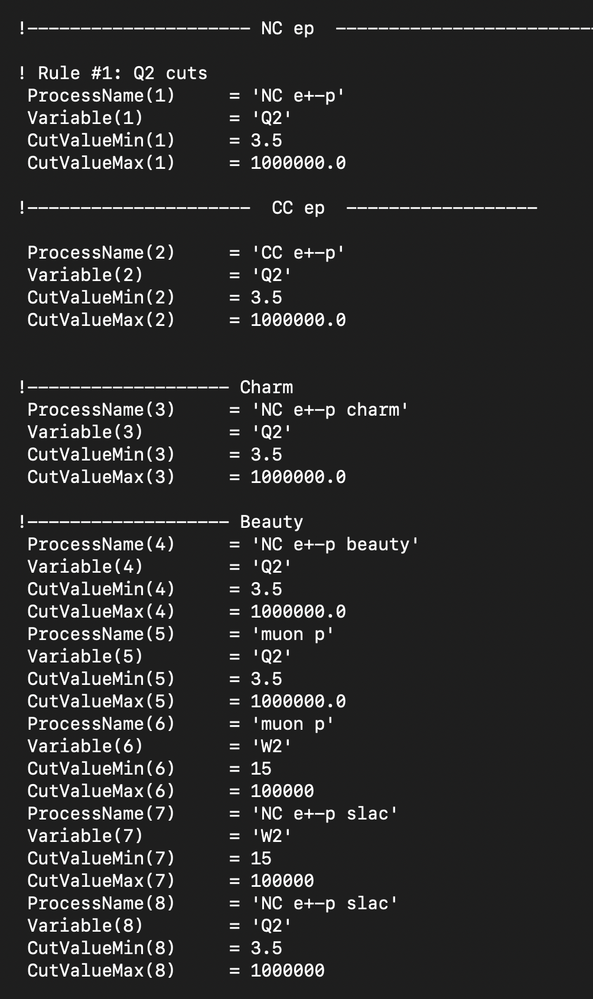 !--------------------- NC ep  ------------------------
! Rule #1: Q2 cuts
ProcessName(1)     = 'NC e+-p'
Variable(1)        = 'Q2'
CutValueMin(1)     = 3.5
CutValueMax(1)     = 1000000.0
!---------------------  CC ep  ------------------
ProcessName(2)     = 'CC e+-p'
Variable(2)        = 'Q2'
CutValueMin(2)     = 3.5
CutValueMax(2)     = 1000000.0
!------------------- Charm
ProcessName(3)     = 'NC e+-p charm'
Variable(3)        = 'Q2'
CutValueMin(3)     = 3.5
CutValueMax(3)     = 1000000.0
!------------------- Beauty
ProcessName(4)     = 'NC e+-p beauty'
Variable(4)        = 'Q2'
CutValueMin(4)     = 3.5
CutValueMax(4)     = 1000000.0
ProcessName(5)     = 'muon p'
Variable(5)        = 'Q2'
CutValueMin(5)     = 3.5
CutValueMax(5)     = 1000000.0
ProcessName(6)     = 'muon p'
Variable(6)        = 'W2'
CutValueMin(6)     = 15
CutValueMax(6)     = 100000
ProcessName(7)     = 'NC e+-p slac'
Variable(7)        = 'W2'
CutValueMin(7)     = 15
CutValueMax(7)     = 100000
ProcessName(8)     = 'NC e+-p slac'
Variable(8)        = 'Q2'
CutValueMin(8)     = 3.5
CutValueMax(8)     = 1000000